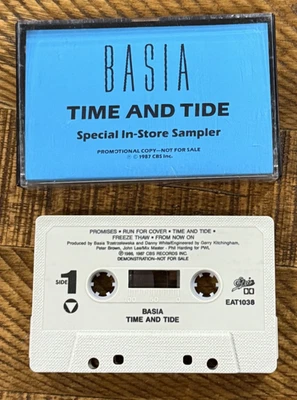 BASIA
TIME AND TIDE
Special In-Store Sampler
PROMOTIONAL COPY—NOT FOR SALE
℗ © 1987 CBS Inc.
PROMISES • RUN FOR COVER • TIME AND TIDE •
FREEZE THAW • FROM NOW ON
Produced by Basia Trzetrzelewska and Danny White/Engineered by Gerry Kitchingham,
Peter Brown, John Lee/Mix Master - Phil Harding for PWL
℗ 1986, 1987 CBS RECORDS INC.
DEMONSTRATION-NOT FOR SALE
SIDE 1
Epic
EAT1038
BASIA
TIME AND TIDE